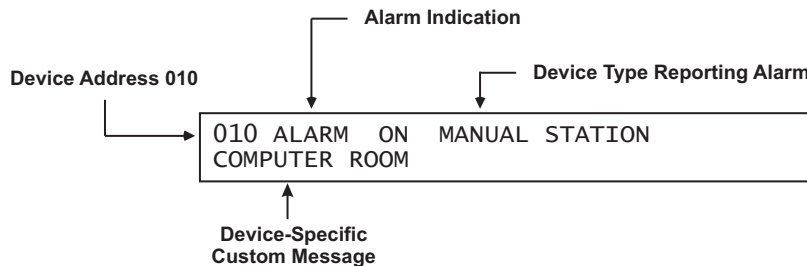 Alarm Indication
Device Address 010
Device Type Reporting Alarm
010 ALARM ON MANUAL STATION
COMPUTER ROOM
Device-Specific
Custom Message